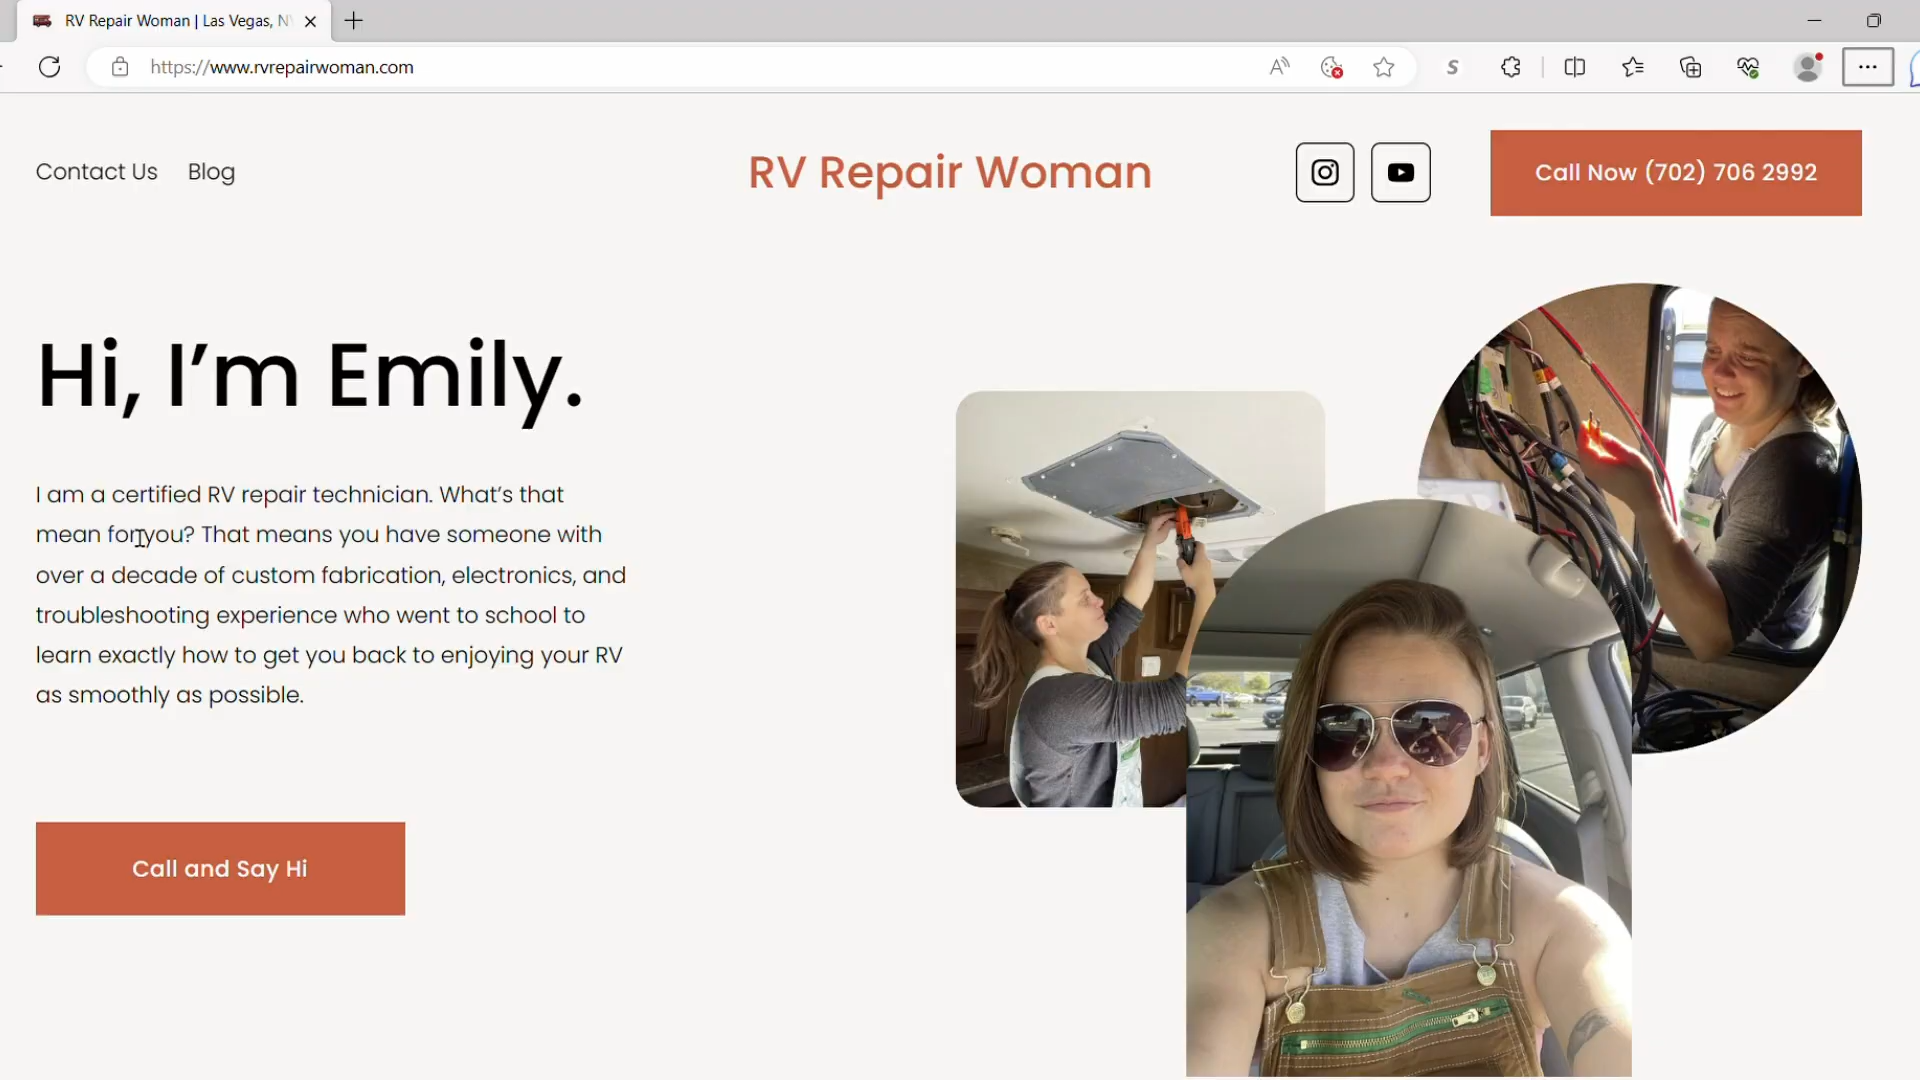 RV Repair Woman | Las Vegas, N
https://www.rvrepairwoman.com
Contact Us
Blog
RV Repair Woman
Call Now (702) 706 2992
Hi, I’m Emily.
I am a certified RV repair technician. What’s that
mean for you? That means you have someone with
over a decade of custom fabrication, electronics, and
troubleshooting experience who went to school to
learn exactly how to get you back to enjoying your RV
as smoothly as possible.
Call and Say Hi